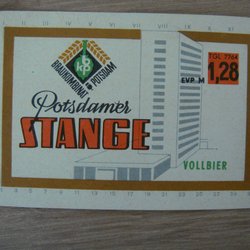 BRAUKOMBINAT POTSDAM
TGL 7764
EVP M 1,28
Potsdamer
STANGE
VOLLBIER